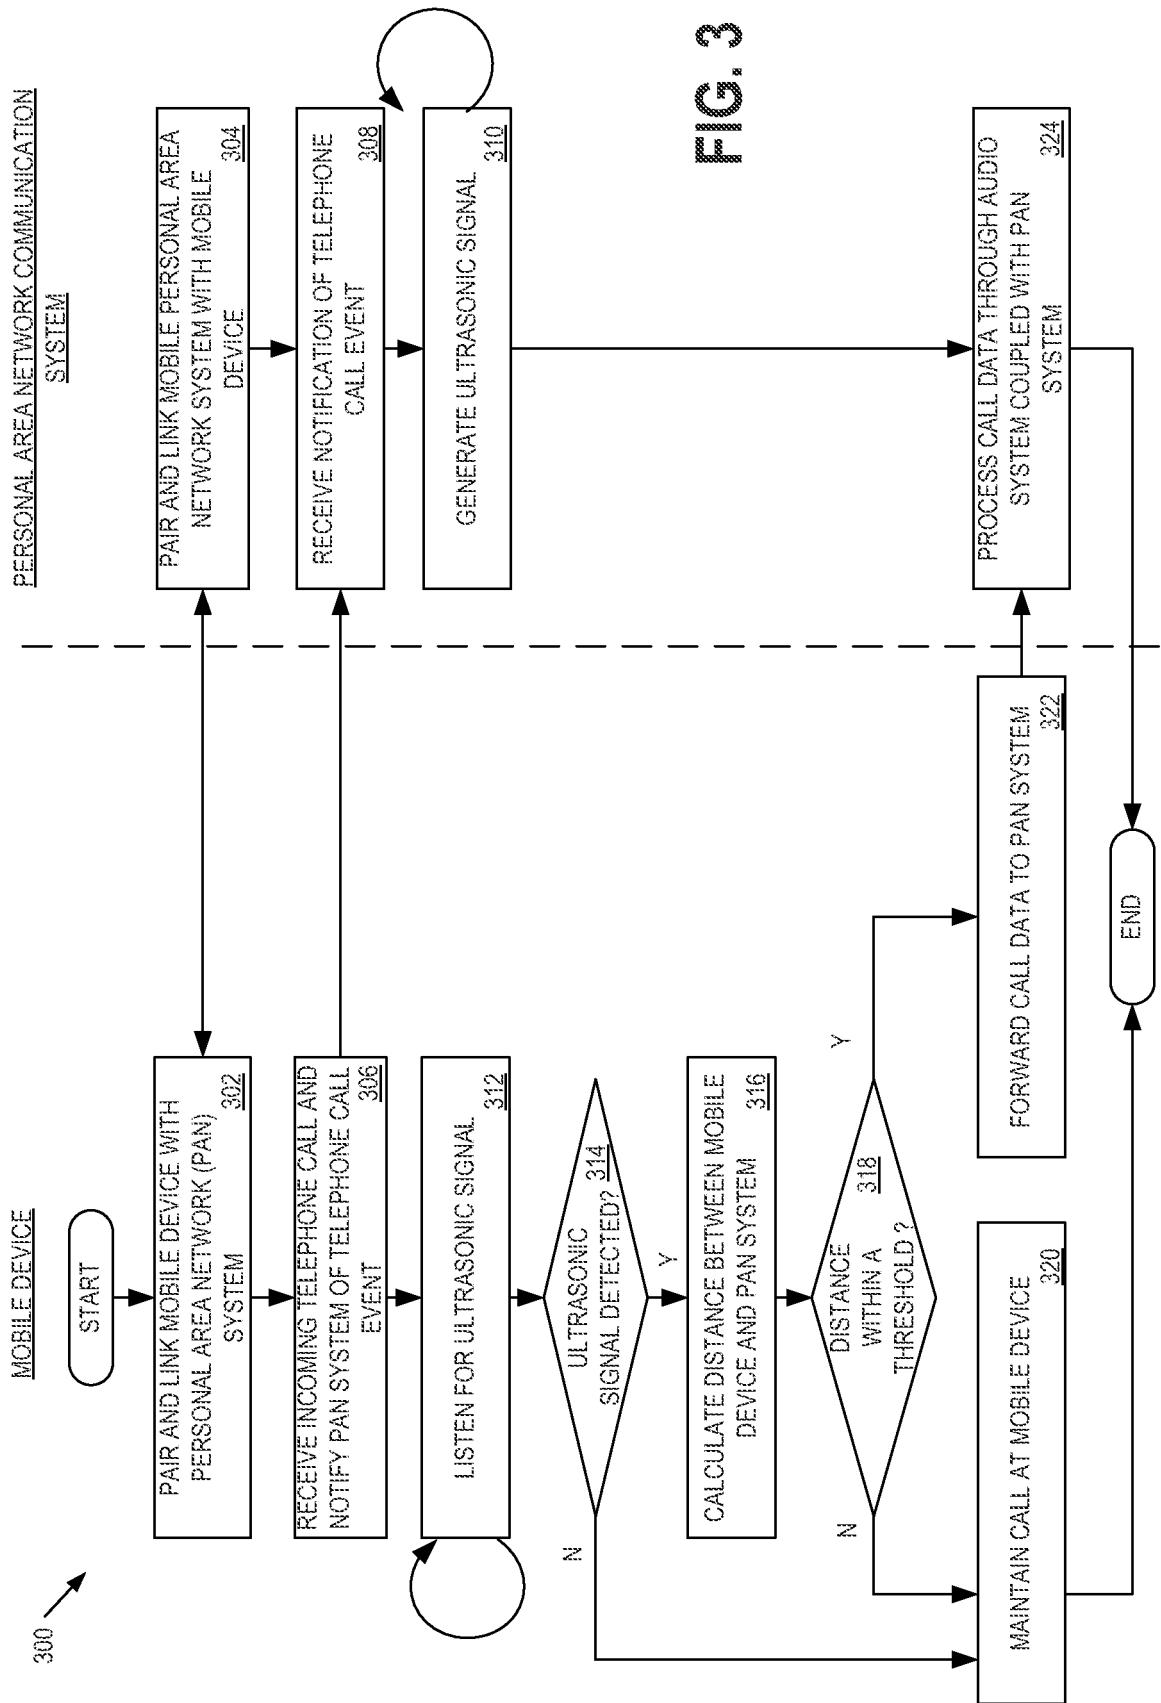 300
MOBILE DEVICE
PERSONAL AREA NETWORK COMMUNICATION
SYSTEM
START
PAIR AND LINK MOBILE DEVICE WITH
PERSONAL AREA NETWORK (PAN)
SYSTEM
302
PAIR AND LINK MOBILE PERSONAL AREA
NETWORK SYSTEM WITH MOBILE
DEVICE
304
RECEIVE INCOMING TELEPHONE CALL AND
NOTIFY PAN SYSTEM OF TELEPHONE CALL
EVENT
306
RECEIVE NOTIFICATION OF TELEPHONE
CALL EVENT
308
LISTEN FOR ULTRASONIC SIGNAL
312
GENERATE ULTRASONIC SIGNAL
310
ULTRASONIC
SIGNAL DETECTED?
314
N
Y
CALCULATE DISTANCE BETWEEN MOBILE
DEVICE AND PAN SYSTEM
316
DISTANCE
WITHIN A
THRESHOLD ?
318
N
Y
MAINTAIN CALL AT MOBILE DEVICE
320
FORWARD CALL DATA TO PAN SYSTEM
322
PROCESS CALL DATA THROUGH AUDIO
SYSTEM COUPLED WITH PAN
SYSTEM
324
END
FIG. 3